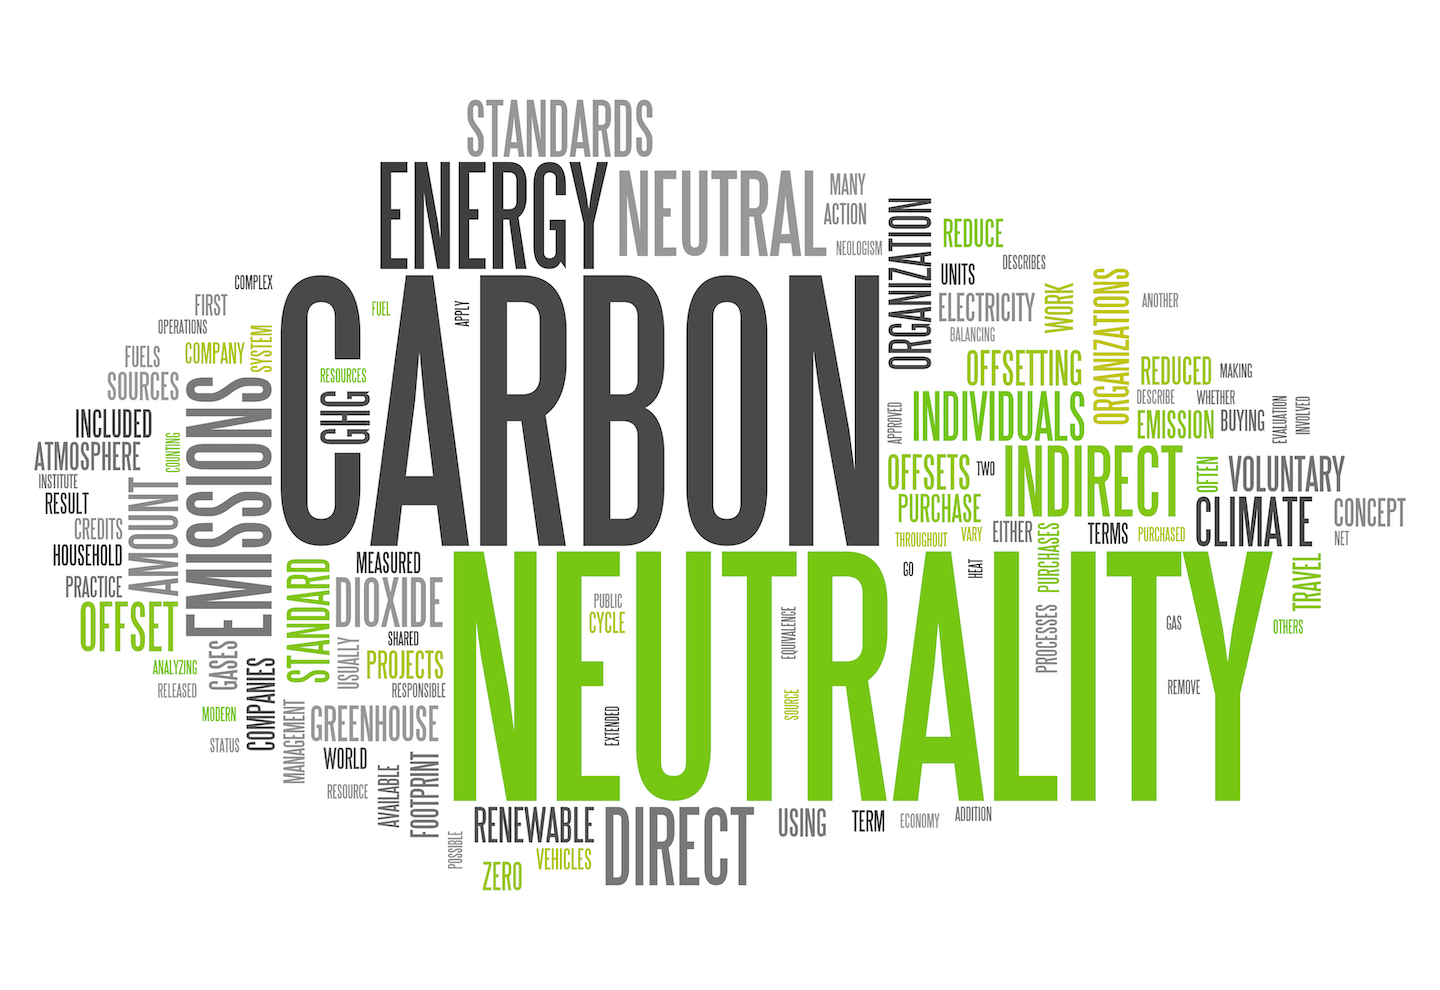 STANDARDS
ENERGY
NEUTRAL
MANY
ACTION
NEOLOGISM
ORGANIZATION
REDUCE
DESCRIBES
UNITS
ELECTRICITY
BALANCING
WORK
ORGANIZATIONS
ANOTHER
COMPLEX
FIRST
OPERATIONS
FUEL
APPLY
CARBON
FUELS
COMPANY
SYSTEM
SOURCES
RESOURCES
GHG
OFFSETTING
REDUCED
MAKING
DESCRIBE
WHETHER
INCLUDED
EMISSIONS
APPROVED
INDIVIDUALS
EMISSION
BUYING
EVALUATION
INVOLVED
ATMOSPHERE
COUNTING
INSTITUTE
OFFSETS
TWO
INDIRECT
OFTEN
VOLUNTARY
RESULT
AMOUNT
PURCHASE
CLIMATE
CONCEPT
CREDITS
THROUGHOUT
VARY
EITHER
PURCHASES
TERMS
PURCHASED
NET
HOUSEHOLD
MEASURED
NEUTRALITY
GO
HEAT
TRAVEL
PRACTICE
STANDARD
DIOXIDE
PUBLIC
CYCLE
EQUIVALENCE
PROCESSES
GAS
OTHERS
OFFSET
SHARED
ANALYZING
GASES
USUALLY
PROJECTS
RELEASED
COMPANIES
RESPONSIBLE
SOURCE
REMOVE
MODERN
MANAGEMENT
GREENHOUSE
EXTENDED
STATUS
WORLD
RESOURCE
AVAILABLE
FOOTPRINT
POSSIBLE
RENEWABLE
DIRECT
USING
TERM
ECONOMY
ADDITION
VEHICLES
ZERO